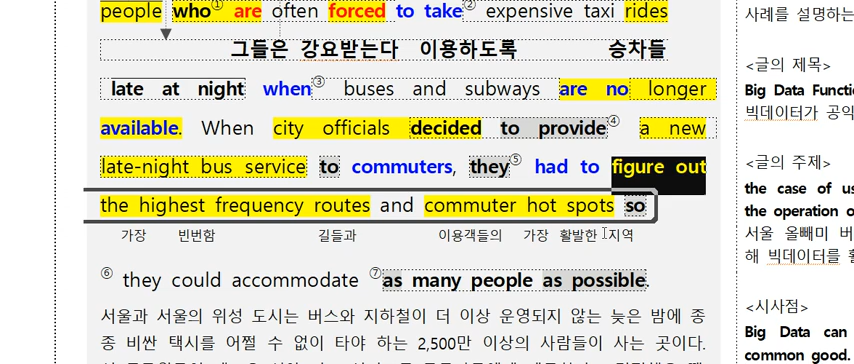 people who① are often forced to take② expensive taxi rides
그들은 강요받는다 이용하도록 승차들
late at night when③ buses and subways are no longer
available. When city officials decided to provide④ a new
late-night bus service to commuters, they⑤ had to figure out
the highest frequency routes and commuter hot spots so
가장 빈번함 길들과 이용객들의 가장 활발한 지역
⑥ they could accommodate ⑦as many people as possible.
서울과 서울의 위성 도시는 버스와 지하철이 더 이상 운영되지 않는 늦은 밤에 종
종 비싼 택시를 어쩔 수 없이 타야 하는 2,500만 이상의 사람들이 사는 곳이다.
사례를 설명하는
<글의 제목>
Big Data Functi
빅데이터가 공익
<글의 주제>
the case of us
the operation o
서울 올빼미 버
해 빅데이터를 활
<시사점>
Big Data can
common good.